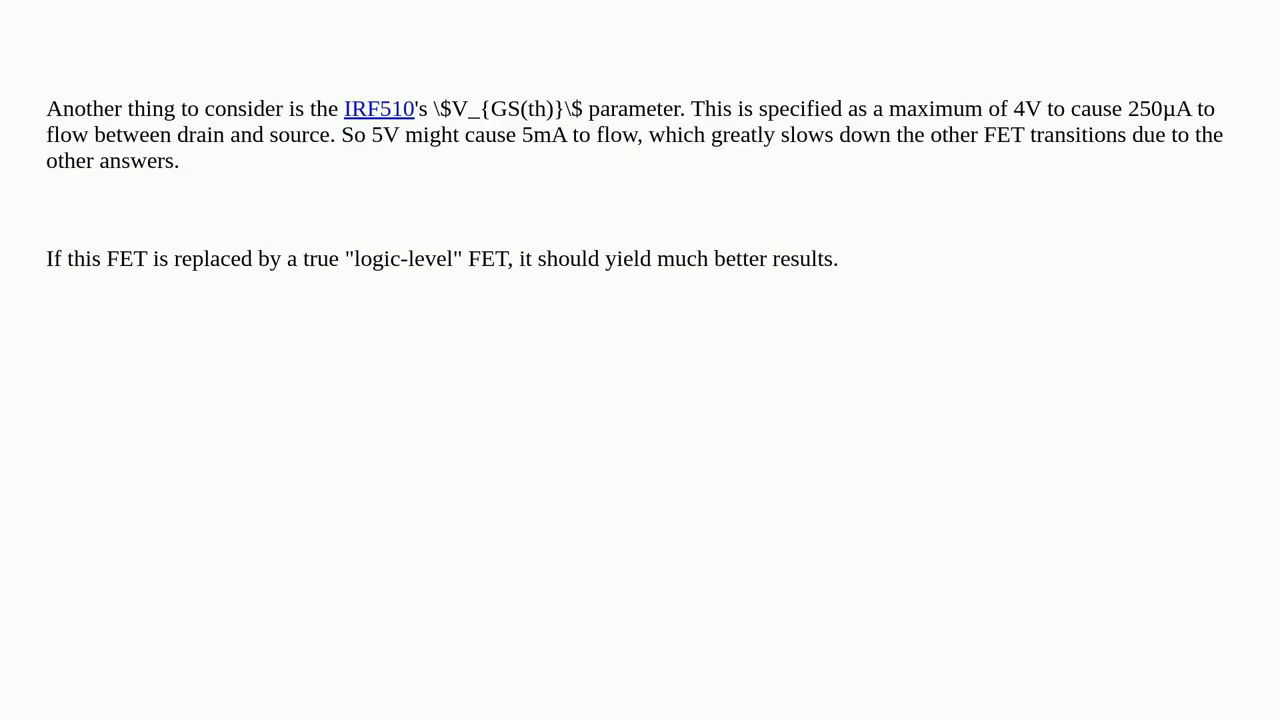 Another thing to consider is the IRF510's \$V_{GS(th)}\$ parameter. This is specified as a maximum of 4V to cause 250µA to
flow between drain and source. So 5V might cause 5mA to flow, which greatly slows down the other FET transitions due to the
other answers.
If this FET is replaced by a true "logic-level" FET, it should yield much better results.